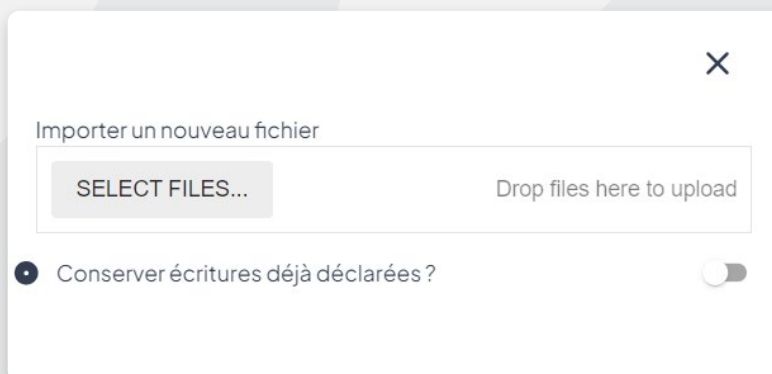 Importer un nouveau fichier
SELECT FILES...
Drop files here to upload
Conserver écritures déjà déclarées ?